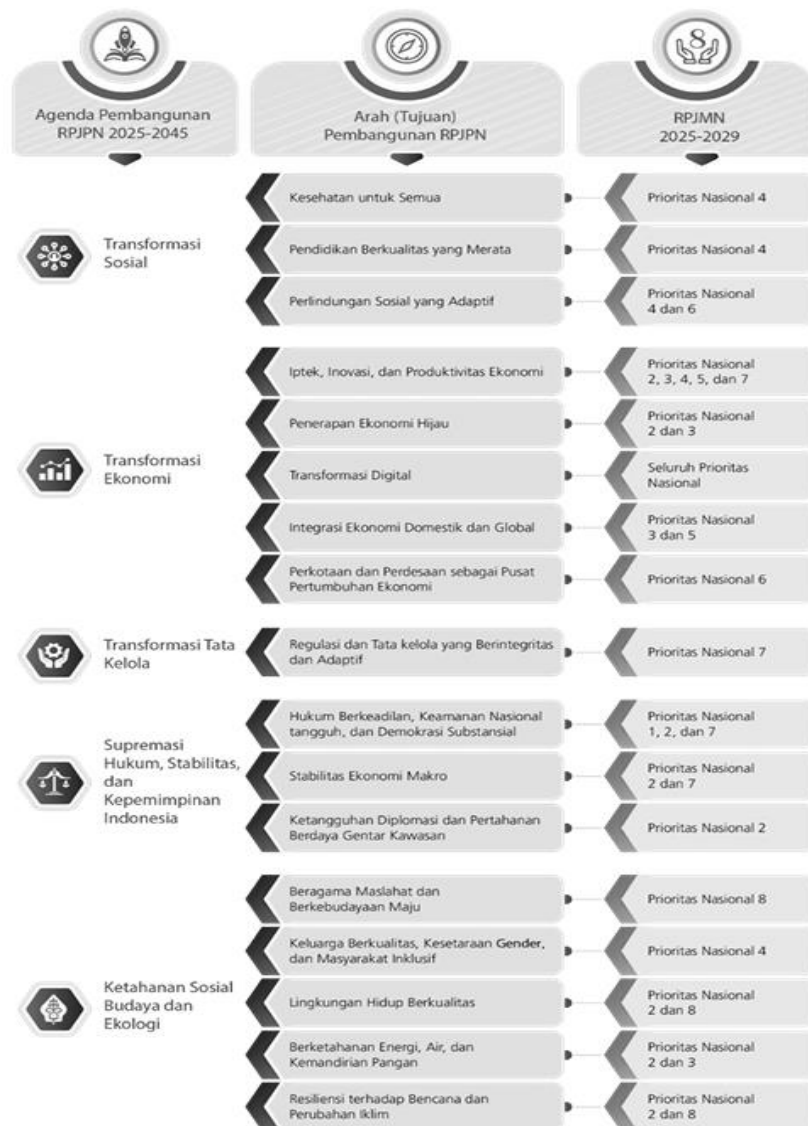 8
Agenda Pembangunan
RPJPN 2025-2045
Arah (Tujuan)
Pembangunan RPJPN
RPJMN
2025-2029
Transformasi
Sosial
Kesehatan untuk Semua
Prioritas Nasional 4
Pendidikan Berkualitas yang Merata
Prioritas Nasional 4
Perlindungan Sosial yang Adaptif
Prioritas Nasional
4 dan 6
Transformasi
Ekonomi
Iptek, Inovasi, dan Produktivitas Ekonomi
Prioritas Nasional
2, 3, 4, 5, dan 7
Penerapan Ekonomi Hijau
Prioritas Nasional
2 dan 3
Transformasi Digital
Seluruh Prioritas
Nasional
Integrasi Ekonomi Domestik dan Global
Prioritas Nasional
3 dan 5
Perkotaan dan Perdesaan sebagai Pusat
Pertumbuhan Ekonomi
Prioritas Nasional 6
Transformasi Tata
Kelola
Regulasi dan Tata kelola yang Berintegritas
dan Adaptif
Prioritas Nasional 7
Supremasi
Hukum, Stabilitas,
dan
Kepemimpinan
Indonesia
Hukum Berkeadilan, Keamanan Nasional
tangguh, dan Demokrasi Substansial
Prioritas Nasional
1, 2, dan 7
Stabilitas Ekonomi Makro
Prioritas Nasional
2 dan 7
Ketangguhan Diplomasi dan Pertahanan
Berdaya Gentar Kawasan
Prioritas Nasional 2
Ketahanan Sosial
Budaya dan
Ekologi
Beragama Maslahat dan
Berkebudayaan Maju
Prioritas Nasional 8
Keluarga Berkualitas, Kesetaraan Gender,
dan Masyarakat Inklusif
Prioritas Nasional 4
Lingkungan Hidup Berkualitas
Prioritas Nasional
2 dan 8
Berketahanan Energi, Air, dan
Kemandirian Pangan
Prioritas Nasional
2 dan 3
Resiliensi terhadap Bencana dan
Perubahan Iklim
Prioritas Nasional
2 dan 8